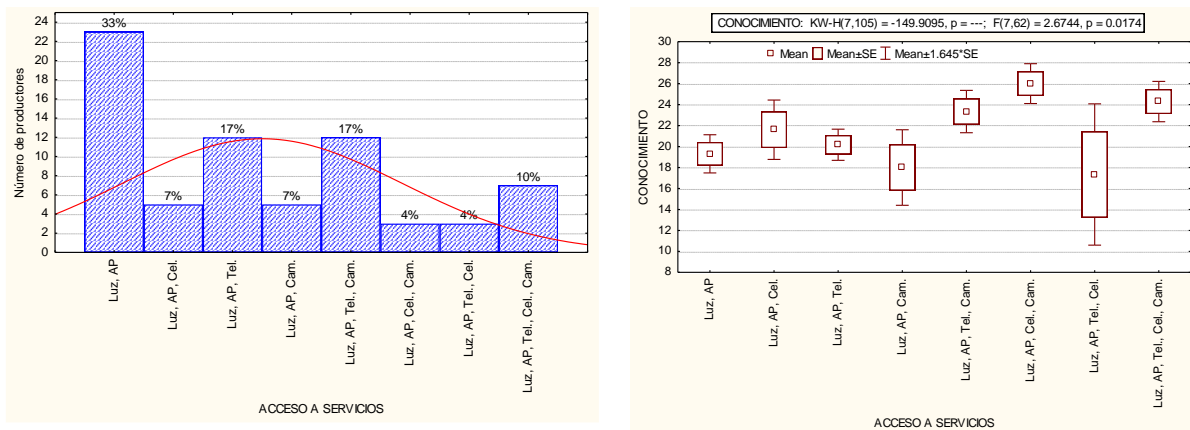 24
22
20
18
16
14
12
10
8
6
4
2
0
Número de productores
33%
7%
17%
7%
17%
4%
4%
10%
Luz, AP
Luz, AP, Cel.
Luz, AP, Tel.
Luz, AP, Cam.
Luz, AP, Tel., Cam.
Luz, AP, Cel., Cam.
Luz, AP, Tel., Cel.
Luz, AP, Tel., Cel., Cam.
ACCESO A SERVICIOS
CONOCIMIENTO: KW-H(7,105) = -149.9095, p = ---; F(7,62) = 2.6744, p = 0.0174
Mean Mean±SE Mean±1.645*SE
30
28
26
24
22
20
18
16
14
12
10
8
CONOCIMIENTO
Luz, AP
Luz, AP, Cel.
Luz, AP, Tel.
Luz, AP, Cam.
Luz, AP, Tel., Cam.
Luz, AP, Cel., Cam.
Luz, AP, Tel., Cel.
Luz, AP, Tel., Cel., Cam.
ACCESO A SERVICIOS